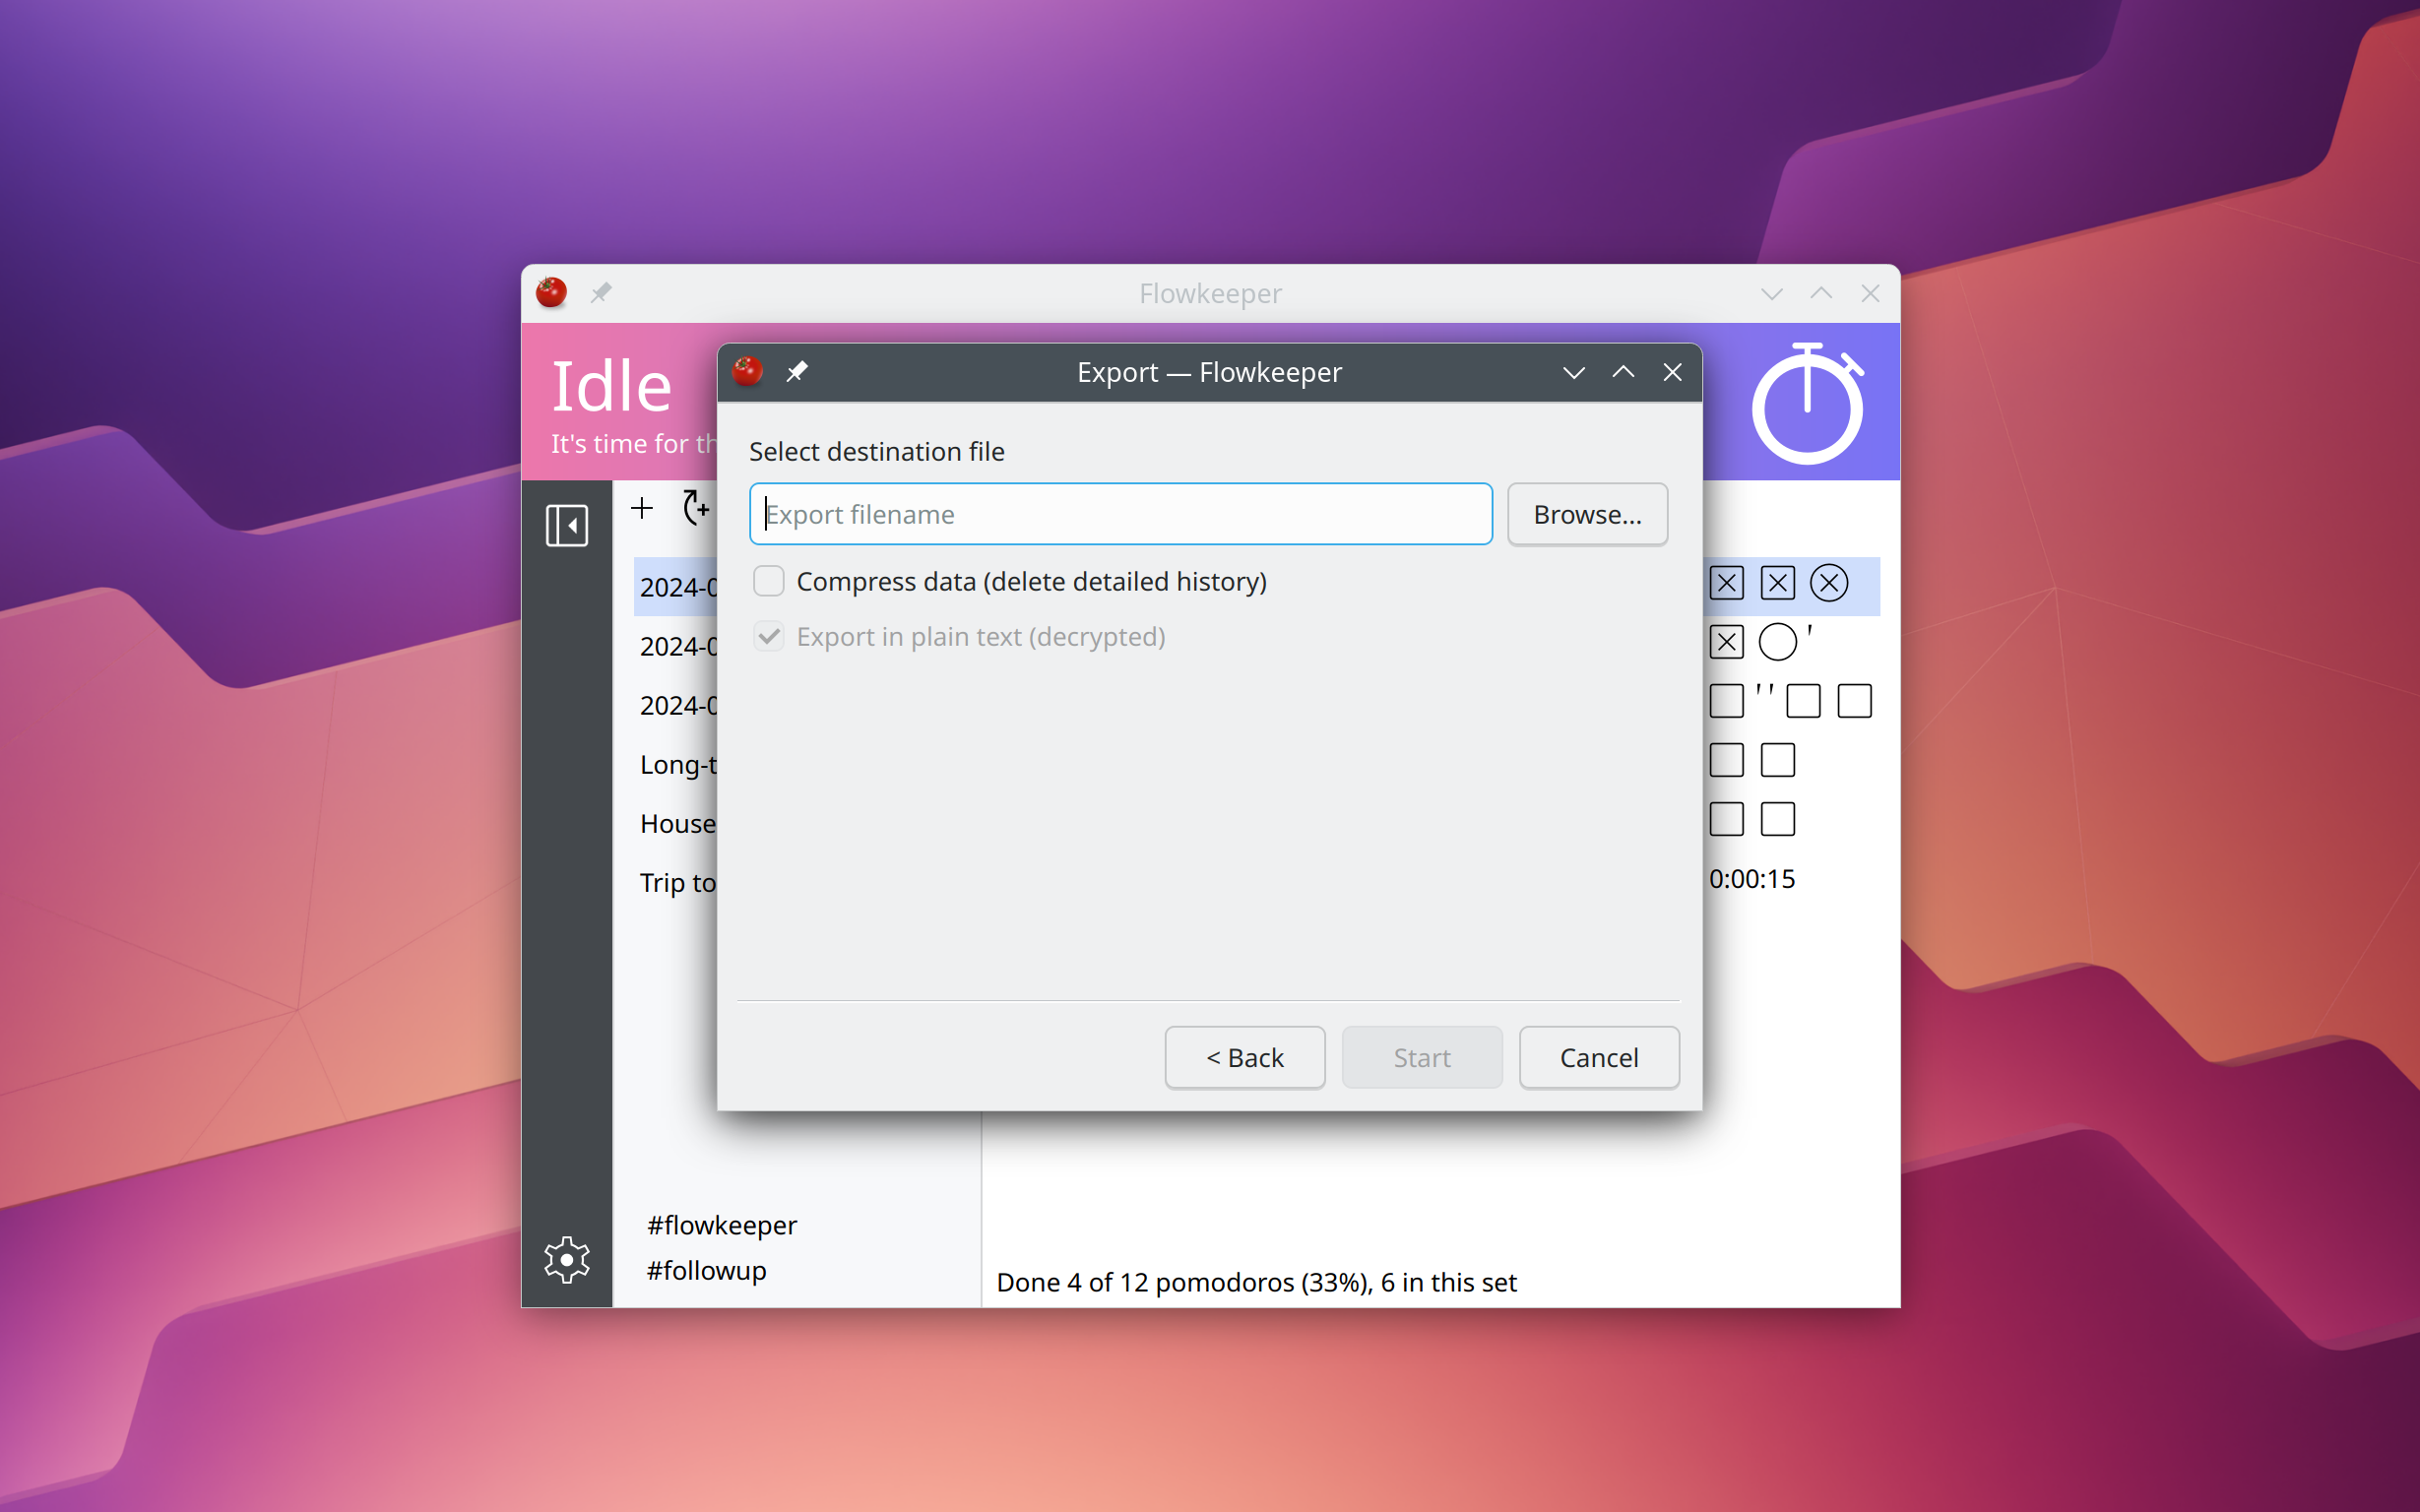 Flowkeeper
Idle
It's time for th
Export — Flowkeeper
Select destination file
Export filename
Browse...
Compress data (delete detailed history)
Export in plain text (decrypted)
< Back
Start
Cancel
2024-0
2024-0
2024-0
Long-t
House
Trip to
0:00:15
#flowkeeper
#followup
Done 4 of 12 pomodoros (33%), 6 in this set